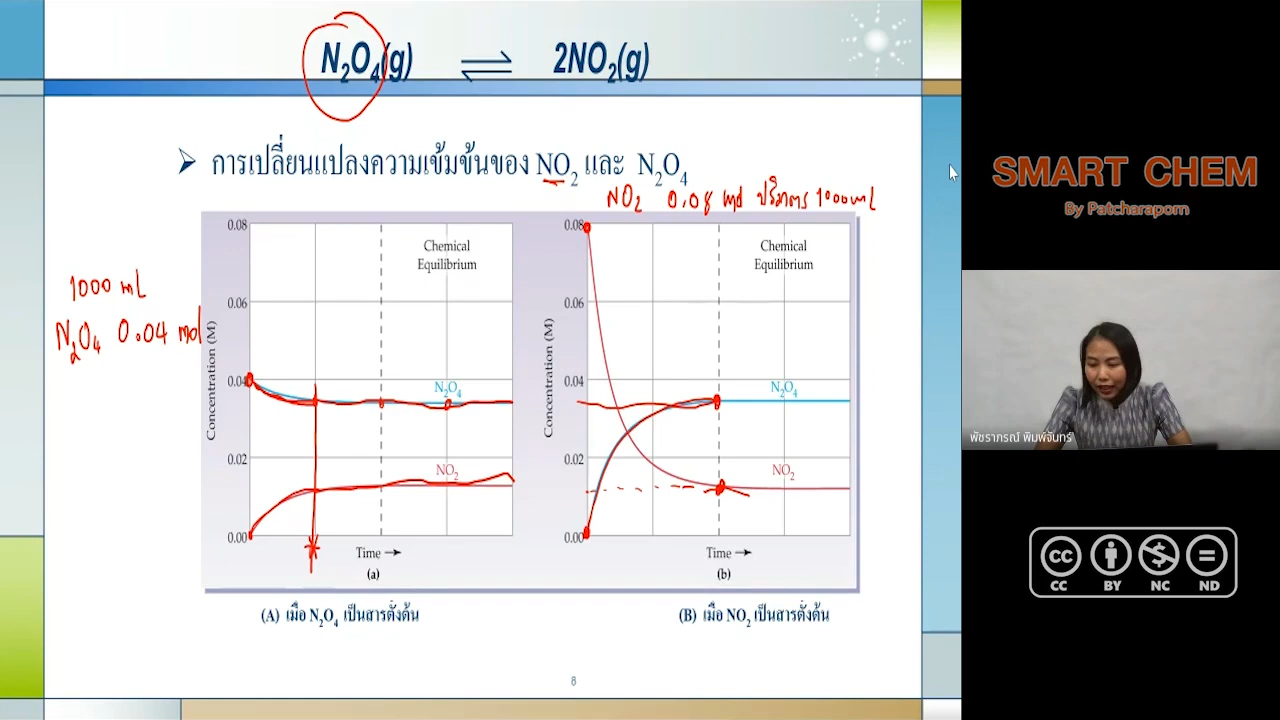 N₂O₄(g) ⇌ 2NO₂(g)
➢ การเปลี่ยนแปลงความเข้มข้นของ NO₂ และ N₂O₄
NO₂ 0.08 mol ปริมาตร 1000 mL
1000 mL
N₂O₄ 0.04 mol
Concentration (M)
0.08
0.06
0.04
0.02
0.00
Chemical
Equilibrium
N₂O₄
NO₂
Time →
(a)
Concentration (M)
0.08
0.06
0.04
0.02
0.00
Chemical
Equilibrium
N₂O₄
NO₂
Time →
(b)
(A) เมื่อ N₂O₄ เป็นสารตั้งต้น
(B) เมื่อ NO₂ เป็นสารตั้งต้น
8
SMART CHEM
By Patcharaporn
พัชราภรณ์ พิมพ์จันทร์
CC BY NC ND